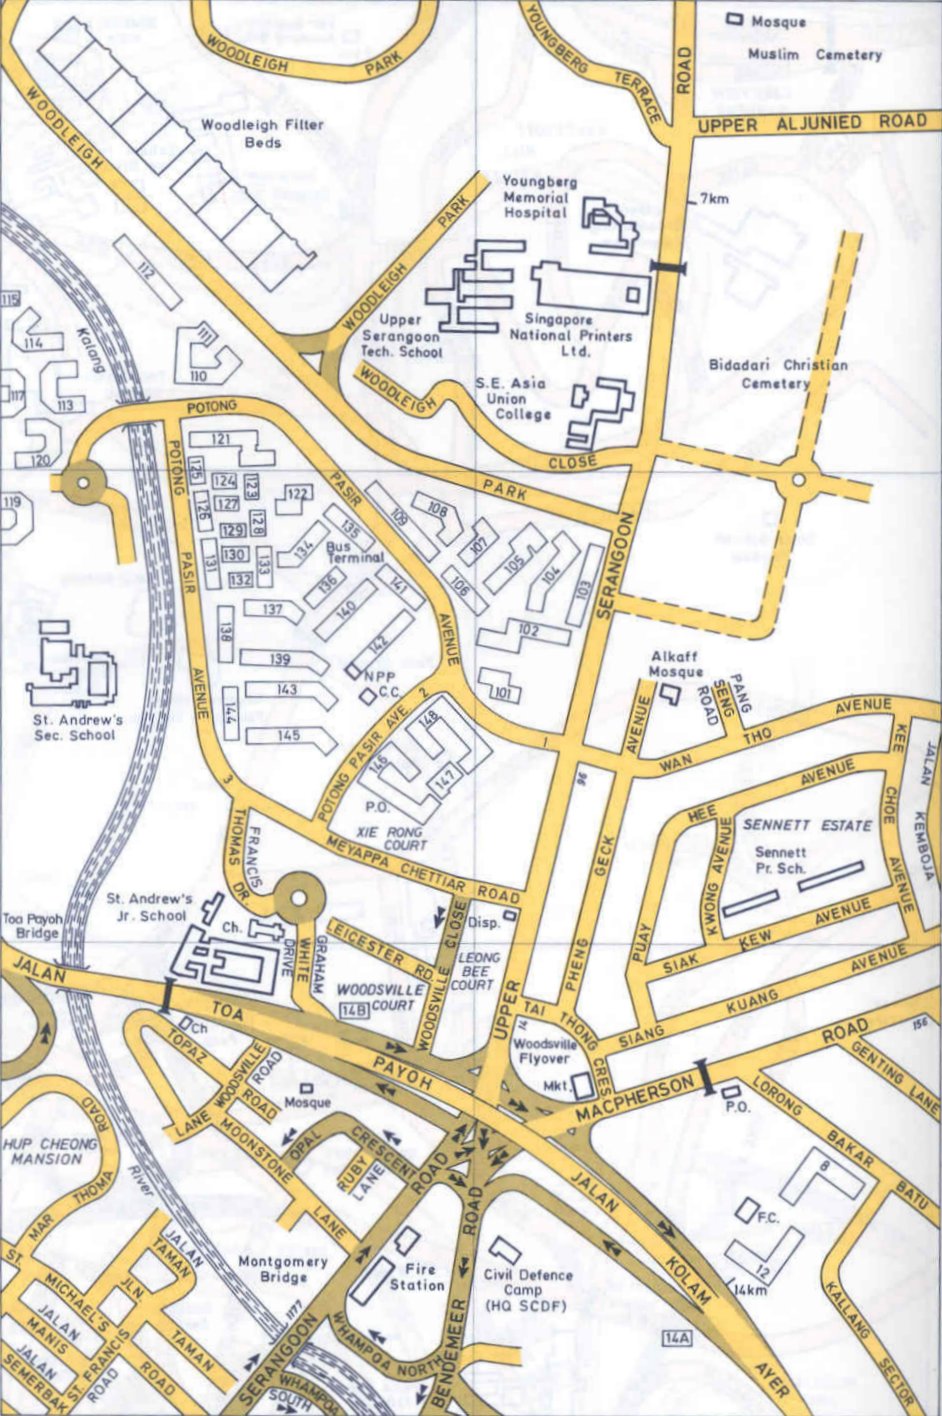 WOODLEIGH
PARK
YOUNGBERG
TERRACE
ROAD
Mosque
Muslim Cemetery
UPPER ALJUNIED ROAD
WOODLEIGH
Woodleigh Filter
Beds
7km
Youngberg
Memorial
Hospital
WOODLEIGH
PARK
112
115
114
Kalang
111
110
117
113
120
119
Upper
Serangoon
Tech. School
Singapore
National Printers
Ltd.
WOODLEIGH
CLOSE
S.E. Asia
Union
College
Bidadari Christian
Cemetery
POTONG
PASIR
AVENUE
1
PARK
POTONG
PASIR
AVENUE
3
121
125
124
123
122
126
127
128
129
130
131
132
133
134
135
Bus
Terminal
136
137
138
139
140
141
142
143
144
145
NPP
C.C.
109
108
107
106
105
104
103
102
101
SERANGOON
Alkaff
Mosque
PANG
SENG
ROAD
AVENUE
WAN
THO
AVENUE
KEE
CHOE
AVENUE
JALAN
KEMBOJA
St. Andrew's
Sec. School
POTONG PASIR AVE. 2
146
147
148
P.O.
XIE RONG
COURT
MEYAPPA CHETTIAR ROAD
96
GECK
PHENG
HEE
AVENUE
KWONG AVENUE
SENNETT ESTATE
Sennett
Pr. Sch.
PUAY
SIAK
KEW
AVENUE
SIANG
KUANG
AVENUE
FRANCIS
THOMAS
DR.
St. Andrew's
Jr. School
Ch.
Toa Payoh
Bridge
GRAHAM
WHITE
DRIVE
LEICESTER RD
WOODSVILLE CLOSE
Disp.
LEONG
BEE
COURT
WOODSVILLE
COURT
14B
JALAN
TOA
PAYOH
UPPER
TAI
THONG
CRES
14
Woodsville
Flyover
Mkt.
MACPHERSON
ROAD
156
GENTING LANE
P.O.
LORONG
BAKAR
BATU
Ch
TOPAZ
LANE
WOODSVILLE
ROAD
ROAD
Mosque
MOONSTONE
LANE
OPAL
CRESCENT
RUBY
LANE
ROAD
ROAD
JALAN
KOLAM
AYER
HUP CHEONG
MANSION
ROAD
THOMA
MAR
River
ST.
MICHAEL'S
JALAN
MANIS
JALAN
SEMERBAK
JLN
TAMAN
JALAN
TAMAN
ST. FRANCIS
ROAD
ROAD
Montgomery
Bridge
1177
SERANGOON
WHAMPOA NORTH
WHAMPOA
SOUTH
Fire
Station
Civil Defence
Camp
(HQ SCDF)
BENDEMEER
8
F.C.
12
14km
14A
KALLANG
SECTOR